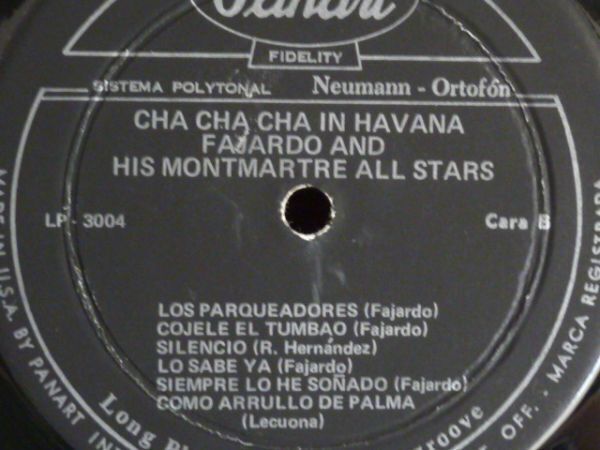 Panart
FIDELITY
SISTEMA POLYTONAL Neumann - Ortofón
CHA CHA CHA IN HAVANA
FAJARDO AND
HIS MONTMARTRE ALL STARS
LP - 3004 Cara B
LOS PARQUEADORES (Fajardo)
COJELE EL TUMBAO (Fajardo)
SILENCIO (R. Hernández)
LO SABE YA (Fajardo)
SIEMPRE LO HE SOÑADO (Fajardo)
COMO ARRULLO DE PALMA
(Lecuona)
MADE IN U.S.A. BY PANART
OFF. - MARCA REGISTRADA
Long